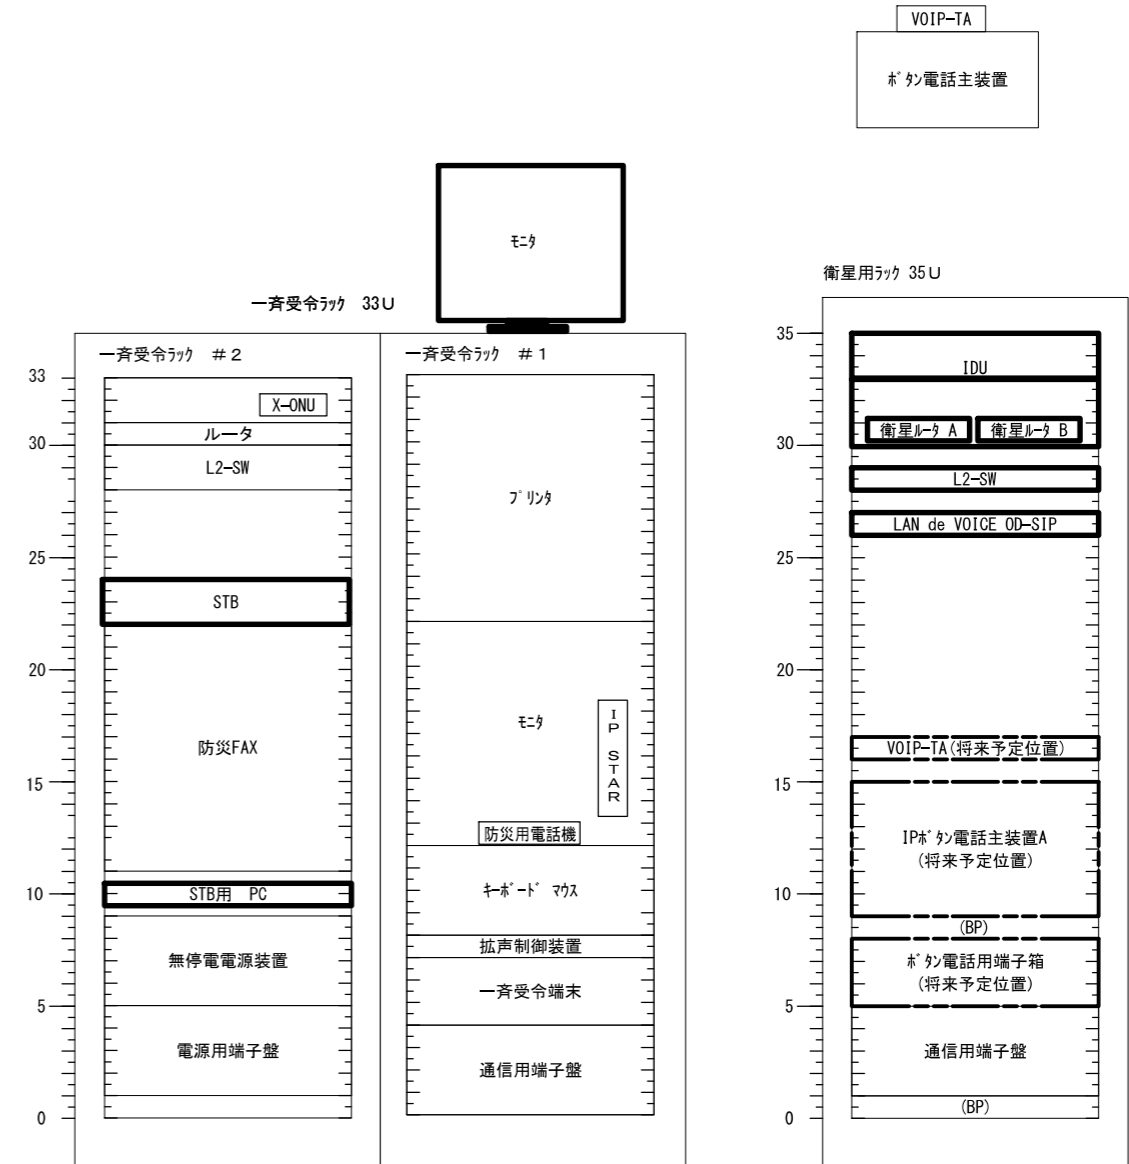 VOIP-TA
ﾎﾞﾀﾝ電話主装置
ﾓﾆﾀ
一斉受令ﾗｯｸ　33U
一斉受令ﾗｯｸ　＃2
33
X-ONU
ルータ
30
L2-SW
25
STB
20
防災FAX
15
10
STB用　PC
無停電電源装置
5
電源用端子盤
0
一斉受令ﾗｯｸ　＃1
ﾌﾟﾘﾝﾀ
ﾓﾆﾀ
IP STAR
防災用電話機
ｷｰﾎﾞｰﾄﾞ ﾏｳｽ
拡声制御装置
一斉受令端末
通信用端子盤
衛星用ﾗｯｸ 35U
35
IDU
衛星ﾙｰﾀ A
衛星ﾙｰﾀ B
30
L2-SW
LAN de VOICE OD-SIP
25
20
VOIP-TA(将来予定位置)
15
IPﾎﾞﾀﾝ電話主装置A
(将来予定位置)
10
(BP)
ﾎﾞﾀﾝ電話用端子箱
(将来予定位置)
5
通信用端子盤
(BP)
0